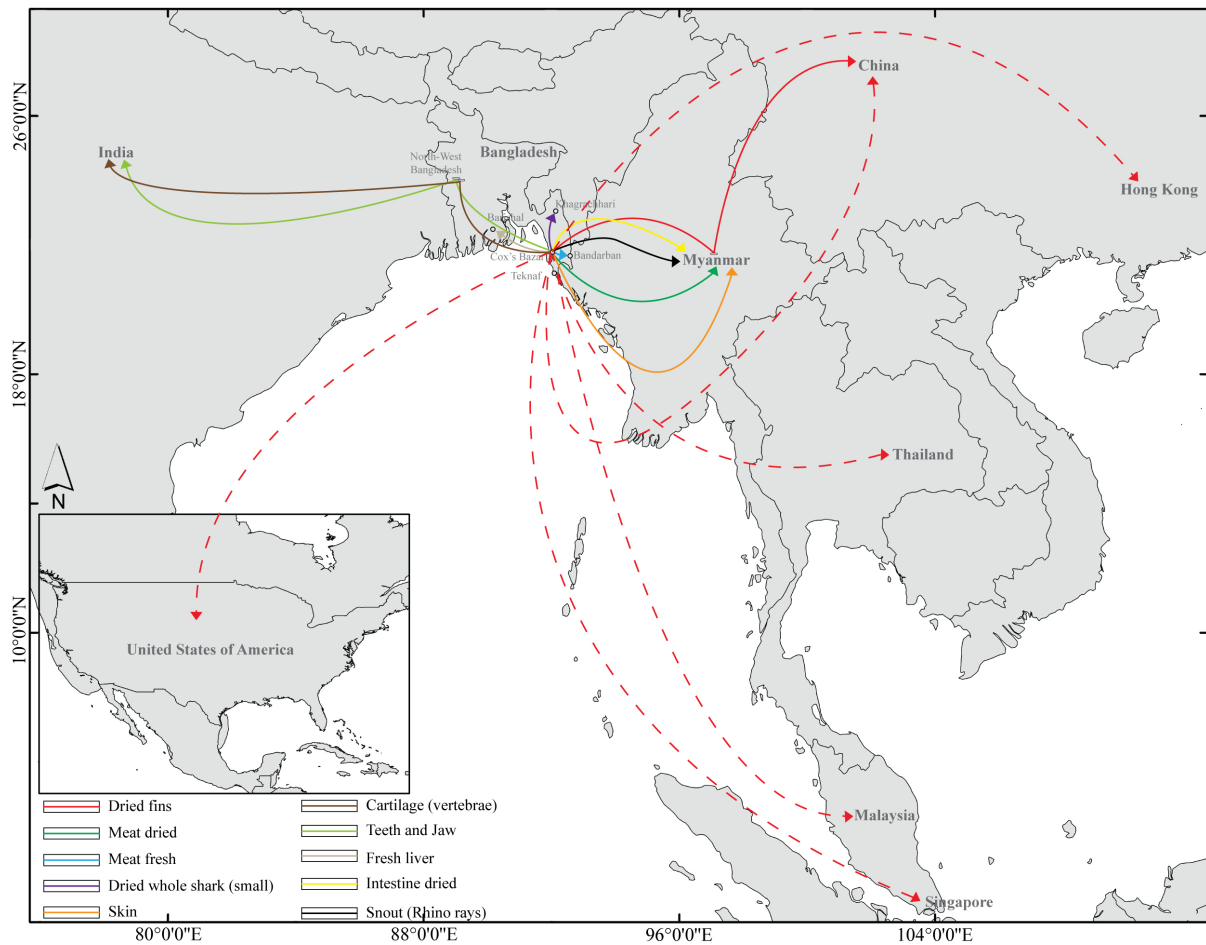 China
26°0'0"N
India
North-West
Bangladesh
Bangladesh
Hong Kong
Khagrachhari
Barishal
Cox's Bazar
Bandarban
Myanmar
Teknaf
18°0'0"N
N
Thailand
10°0'0"N
United States of America
Malaysia
Singapore
Dried fins
Meat dried
Meat fresh
Dried whole shark (small)
Skin
Cartilage (vertebrae)
Teeth and Jaw
Fresh liver
Intestine dried
Snout (Rhino rays)
80°0'0"E
88°0'0"E
96°0'0"E
104°0'0"E